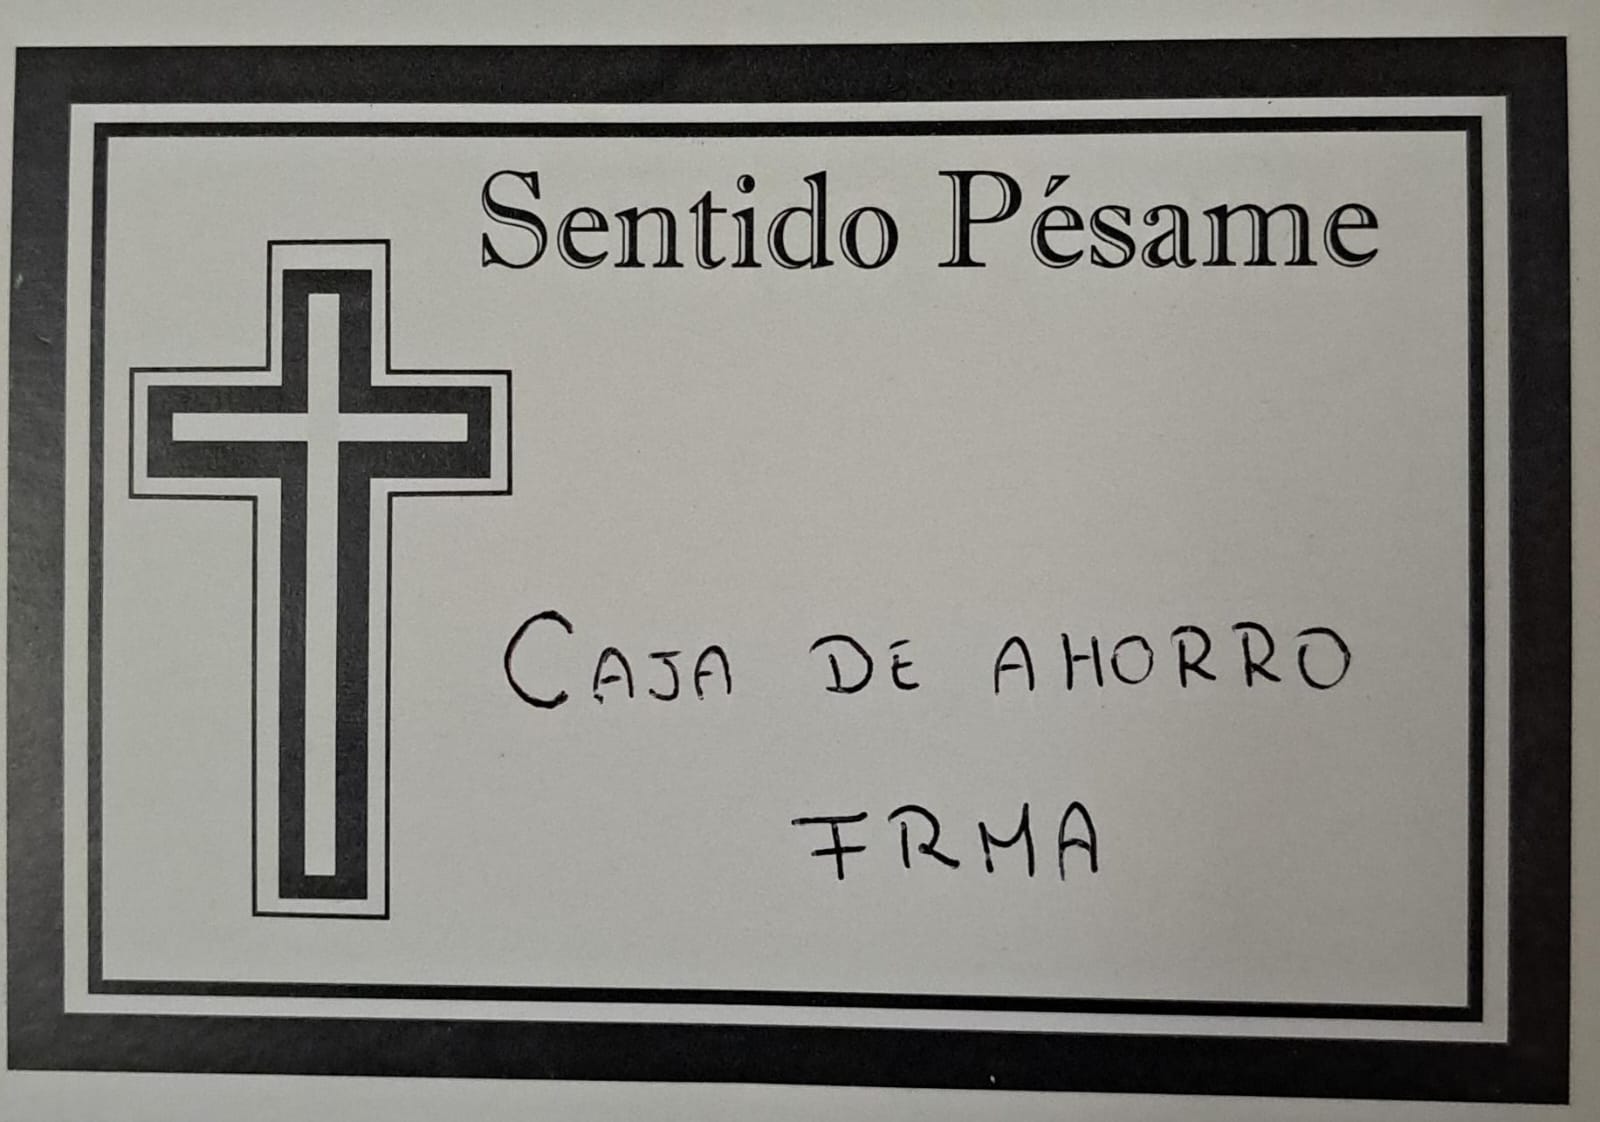 Sentido Pésame
CAJA DE AHORRO
FRMA